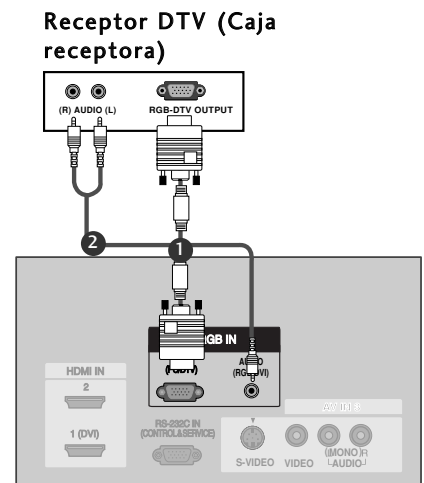 Receptor DTV (Caja
receptora)
(R) AUDIO (L)
RGB-DTV OUTPUT
2
1
GB IN
HDMI IN
2
1 (DVI)
RS-232C IN
(CONTROL&SERVICE)
S-VIDEO
VIDEO
(MONO) R
AUDIO